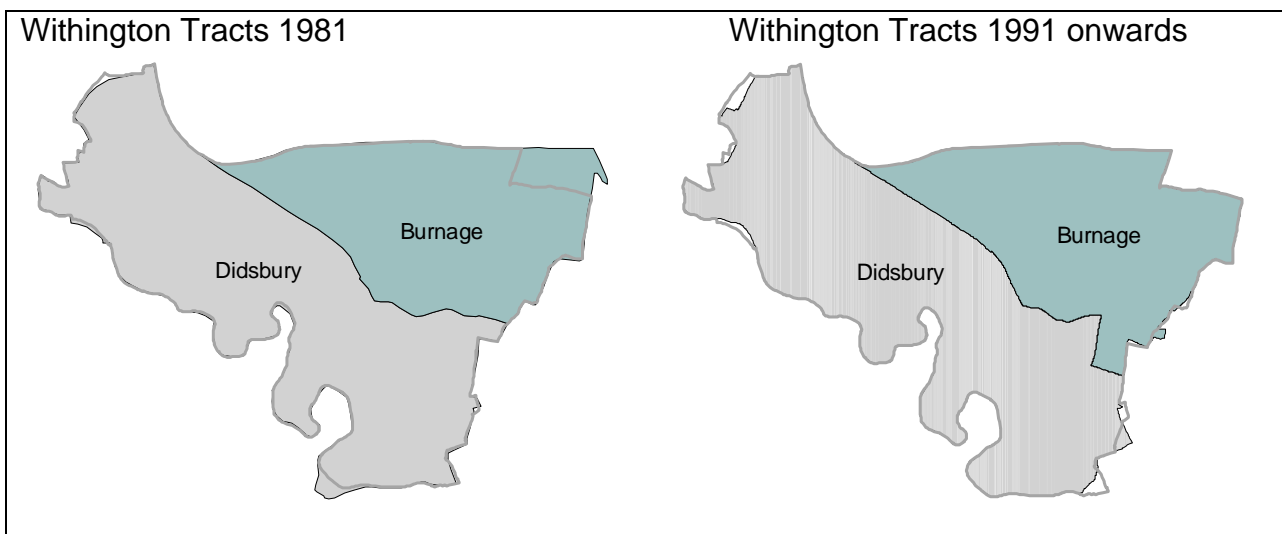 Withington Tracts 1981
Withington Tracts 1991 onwards
Burnage
Didsbury
Burnage
Didsbury